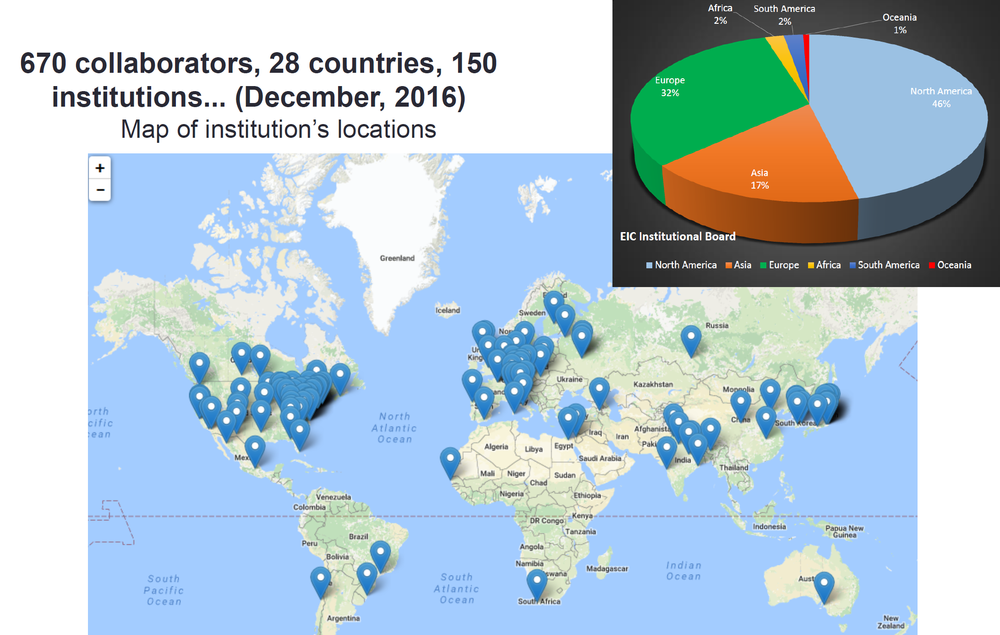 670 collaborators, 28 countries, 150
institutions... (December, 2016)
Map of institution’s locations
Africa
2%
South America
2%
Oceania
1%
Europe
32%
North America
46%
Asia
17%
EIC Institutional Board
North America Asia Europe Africa South America Oceania
+
−
Greenland
Iceland
Sweden
Russia
Ukraine
Kazakhstan
Mongolia
South Korea
Iraq
Iran
Algeria
Libya
Egypt
Saudi Arabia
India
Thailand
Mali
Niger
Sudan
Chad
Nigeria
Ethiopia
North
Atlantic
Ocean
Venezuela
Colombia
DR Congo
Kenya
Tanzania
Indonesia
Papua New
Guinea
Brazil
Peru
Bolivia
Angola
Namibia
Madagascar
South
Pacific
Ocean
South
Atlantic
Ocean
Indian
Ocean
South Africa
Argentina
New
Zealand